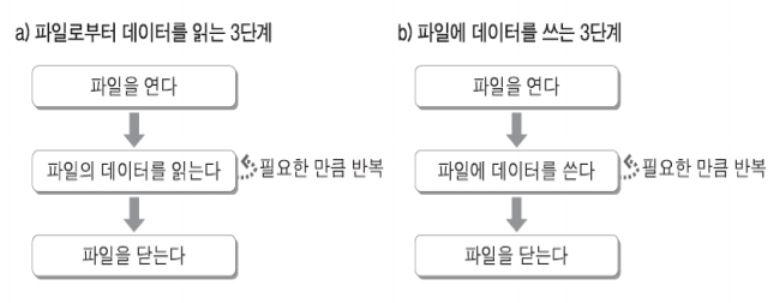 a) 파일로부터 데이터를 읽는 3단계
파일을 연다
파일의 데이터를 읽는다
필요한 만큼 반복
파일을 닫는다
b) 파일에 데이터를 쓰는 3단계
파일을 연다
파일에 데이터를 쓴다
필요한 만큼 반복
파일을 닫는다